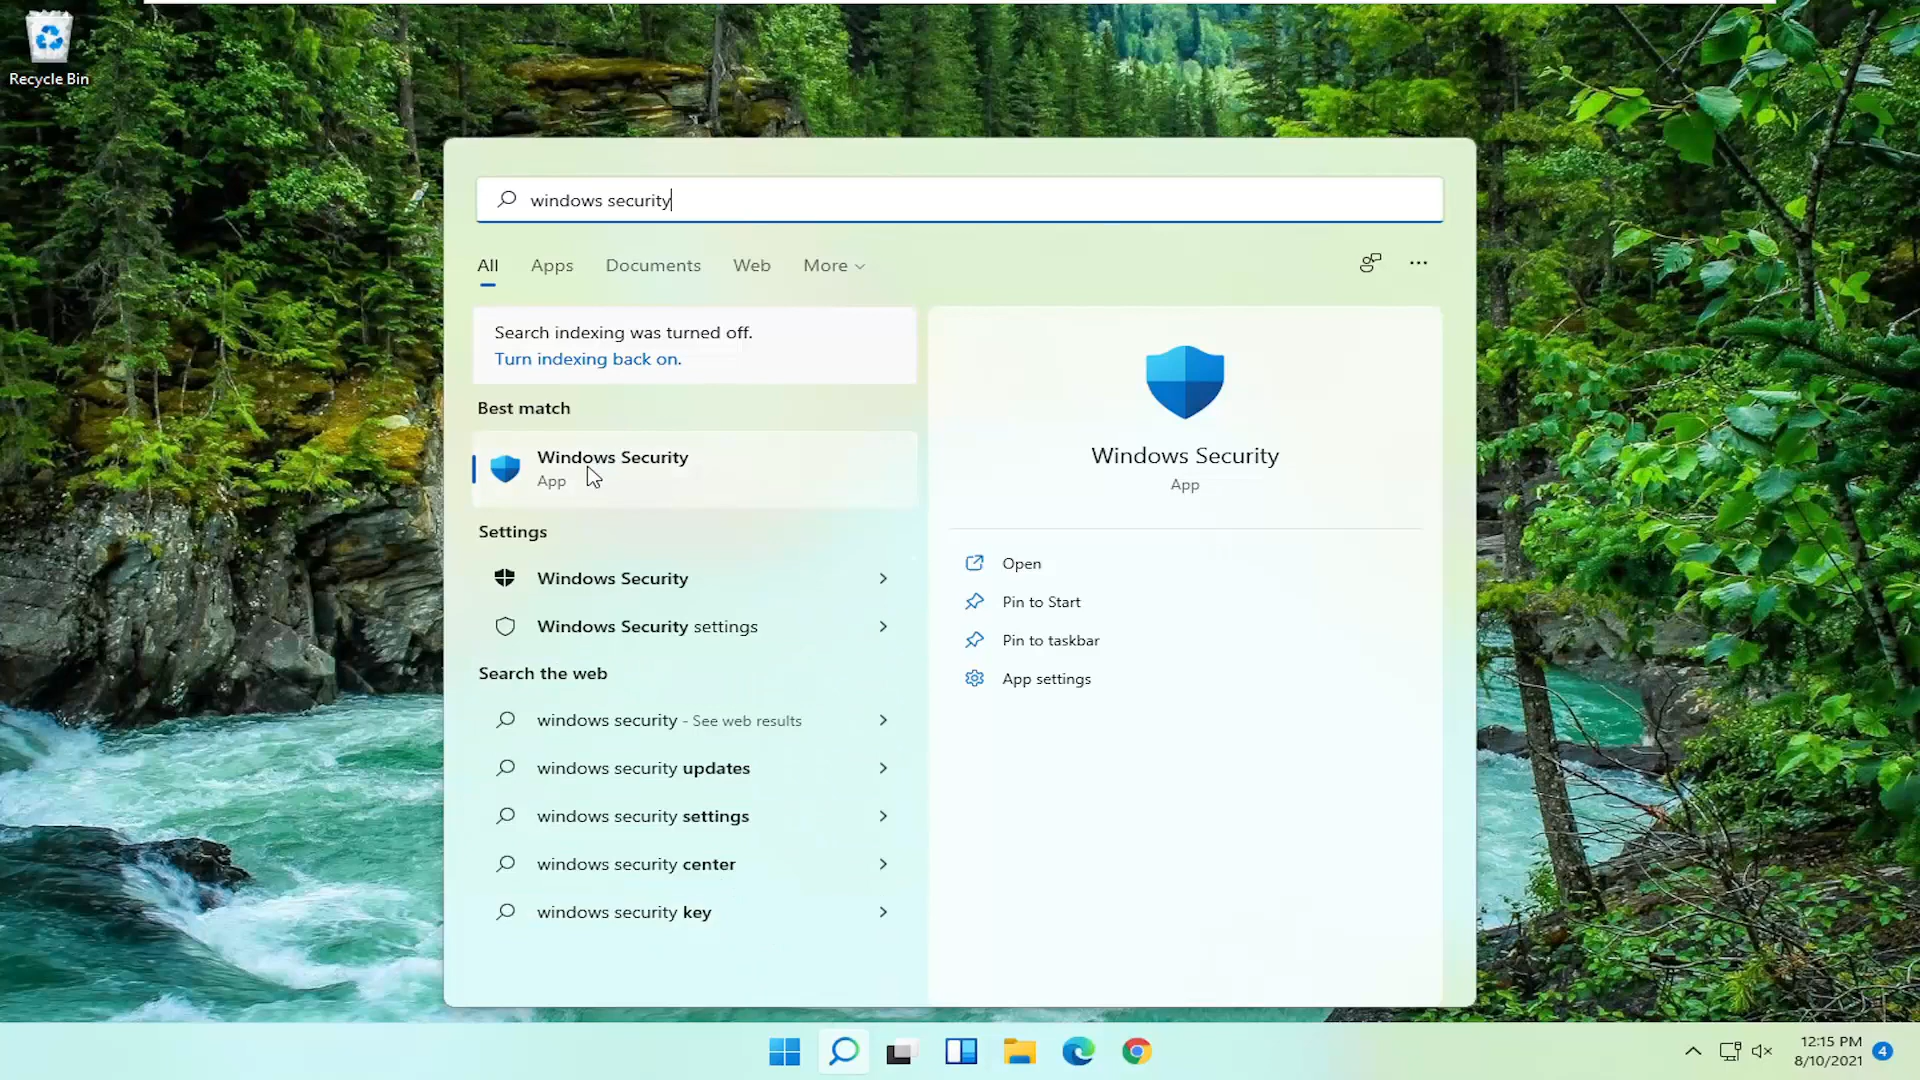 Recycle Bin
windows security
All
Apps
Documents
Web
More
Search indexing was turned off.
Turn indexing back on.
Best match
Windows Security
App
Settings
Windows Security
Windows Security settings
Search the web
windows security - See web results
windows security updates
windows security settings
windows security center
windows security key
Windows Security
App
Open
Pin to Start
Pin to taskbar
App settings
12:15 PM
8/10/2021
4